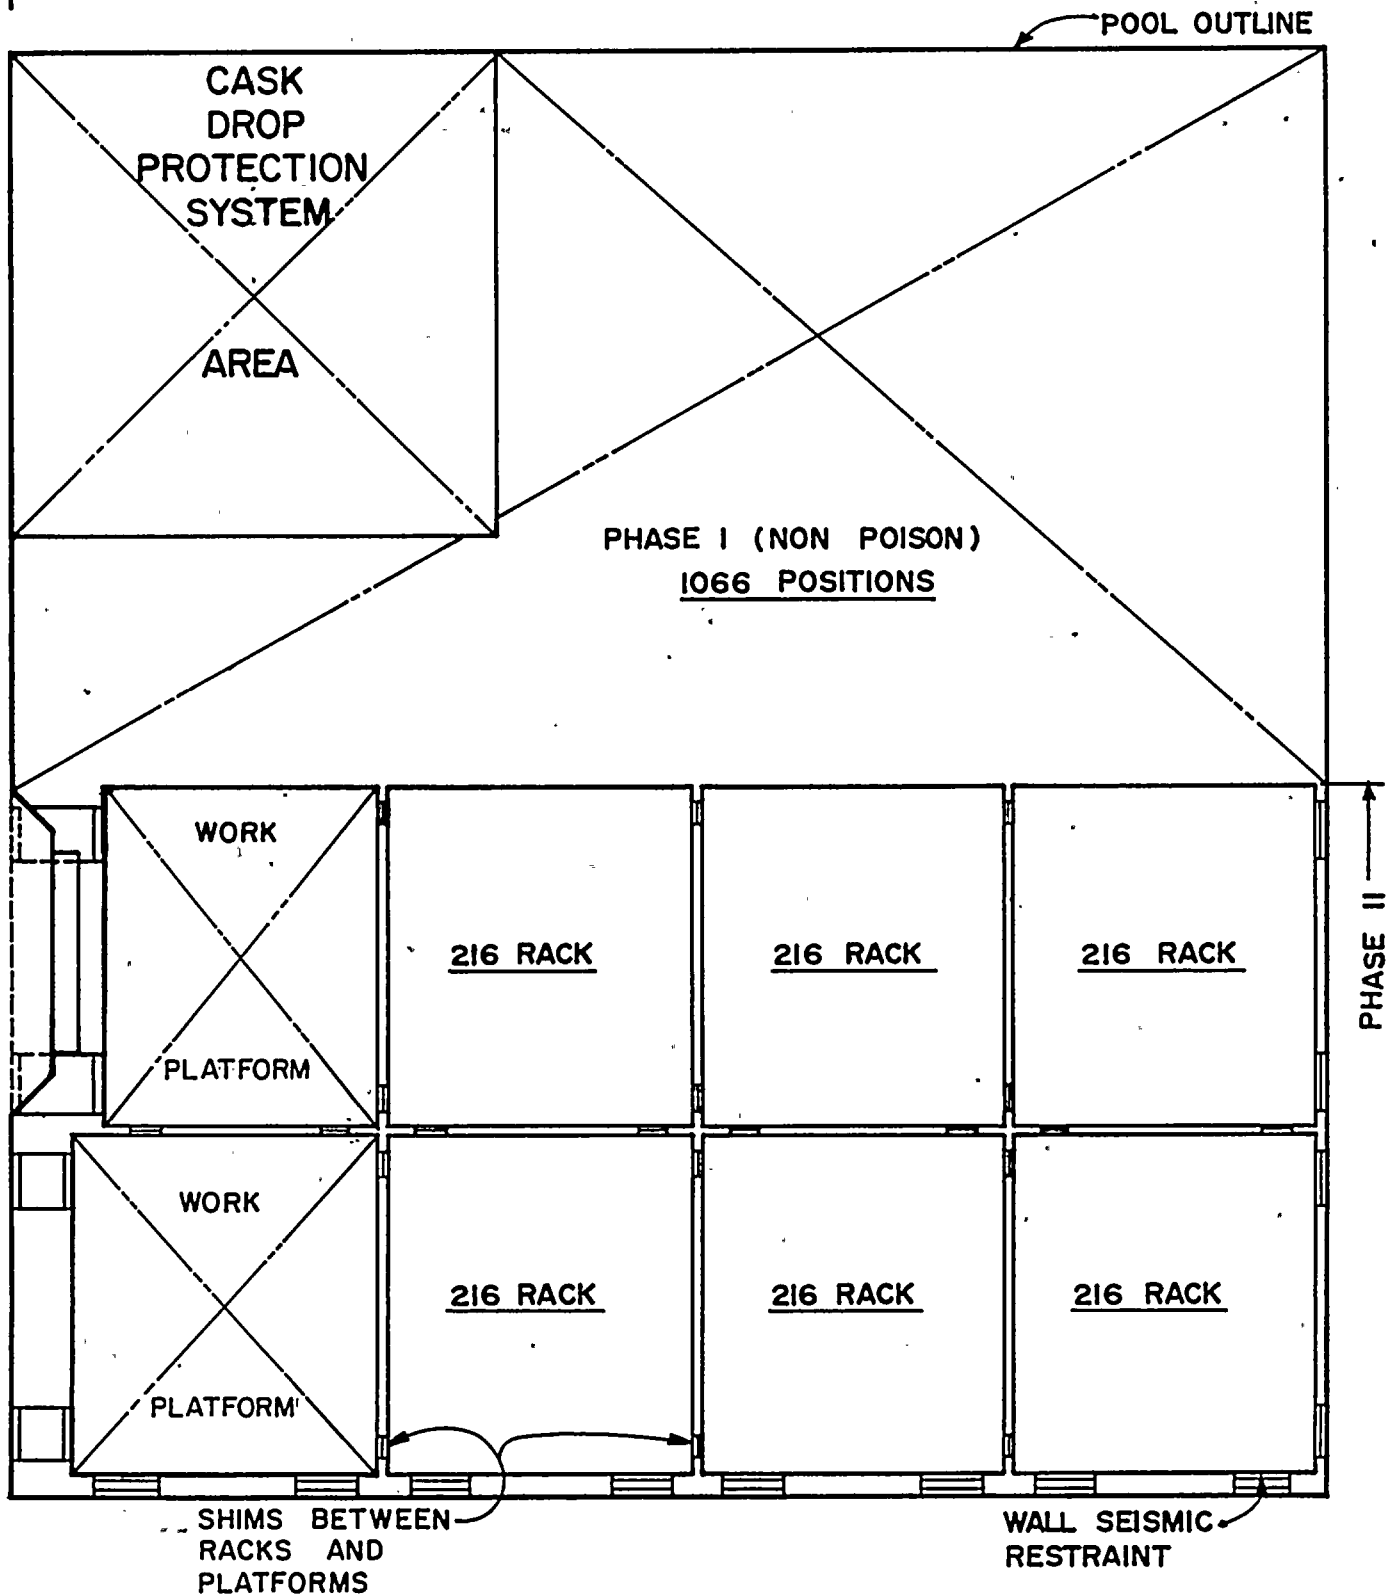 POOL OUTLINE
CASK
DROP
PROTECTION
SYSTEM
AREA
PHASE I (NON POISON)
1066 POSITIONS
WORK
PLATFORM
216 RACK
216 RACK
216 RACK
PHASE II
WORK
PLATFORM
216 RACK
216 RACK
216 RACK
SHIMS BETWEEN
RACKS AND
PLATFORMS
WALL SEISMIC
RESTRAINT